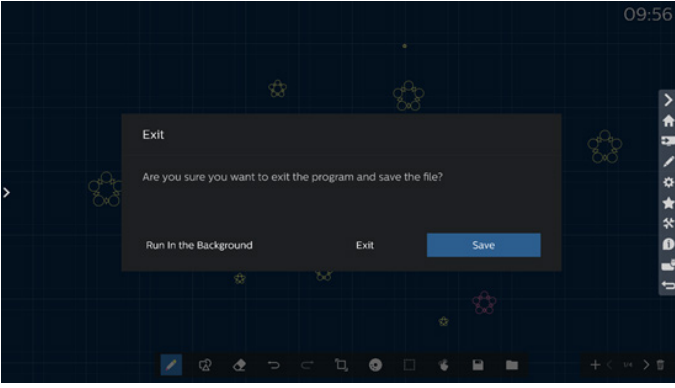 09:56
Exit
Are you sure you want to exit the program and save the file?
Run In the Background
Exit
Save